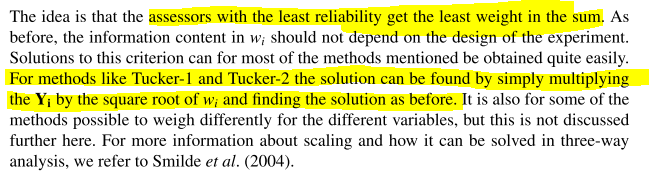 The idea is that the assessors with the least reliability get the least weight in the sum. As
before, the information content in wi should not depend on the design of the experiment.
Solutions to this criterion can for most of the methods mentioned be obtained quite easily.
For methods like Tucker-1 and Tucker-2 the solution can be found by simply multiplying
the Yi by the square root of wi and finding the solution as before. It is also for some of the
methods possible to weigh differently for the different variables, but this is not discussed
further here. For more information about scaling and how it can be solved in three-way
analysis, we refer to Smilde et al. (2004).